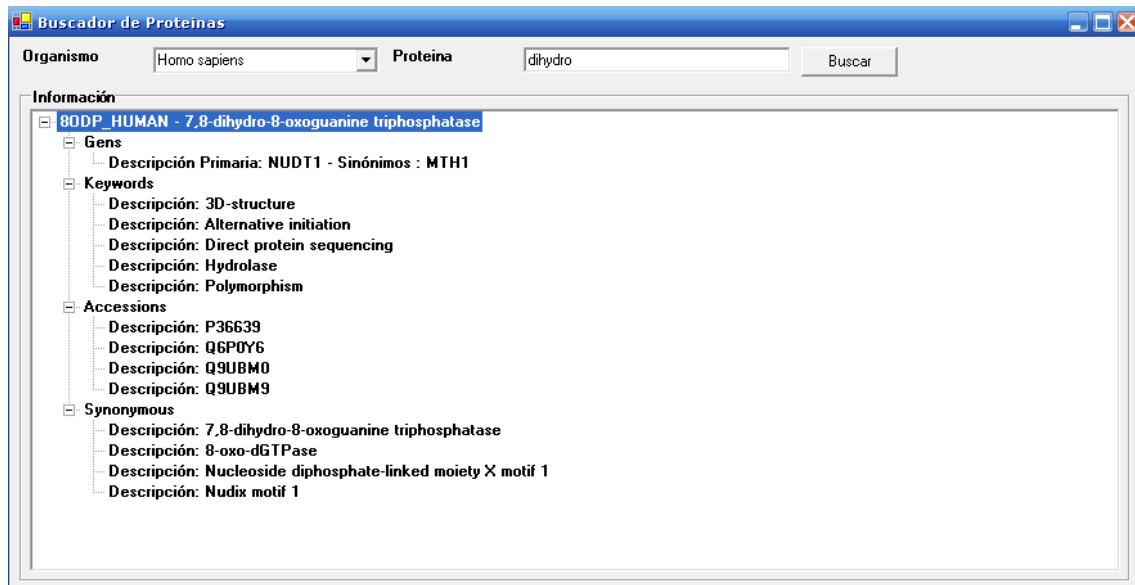 Buscador de Proteinas
Organismo Homo sapiens Proteina dihydro Buscar
Información
8ODP_HUMAN - 7,8-dihydro-8-oxoguanine triphosphatase
Gens
Descripción Primaria: NUDT1 - Sinónimos : MTH1
Keywords
Descripción: 3D-structure
Descripción: Alternative initiation
Descripción: Direct protein sequencing
Descripción: Hydrolase
Descripción: Polymorphism
Accessions
Descripción: P36639
Descripción: Q6P0Y6
Descripción: Q9UBM0
Descripción: Q9UBM9
Synonymous
Descripción: 7,8-dihydro-8-oxoguanine triphosphatase
Descripción: 8-oxo-dGTPase
Descripción: Nucleoside diphosphate-linked moiety X motif 1
Descripción: Nudix motif 1